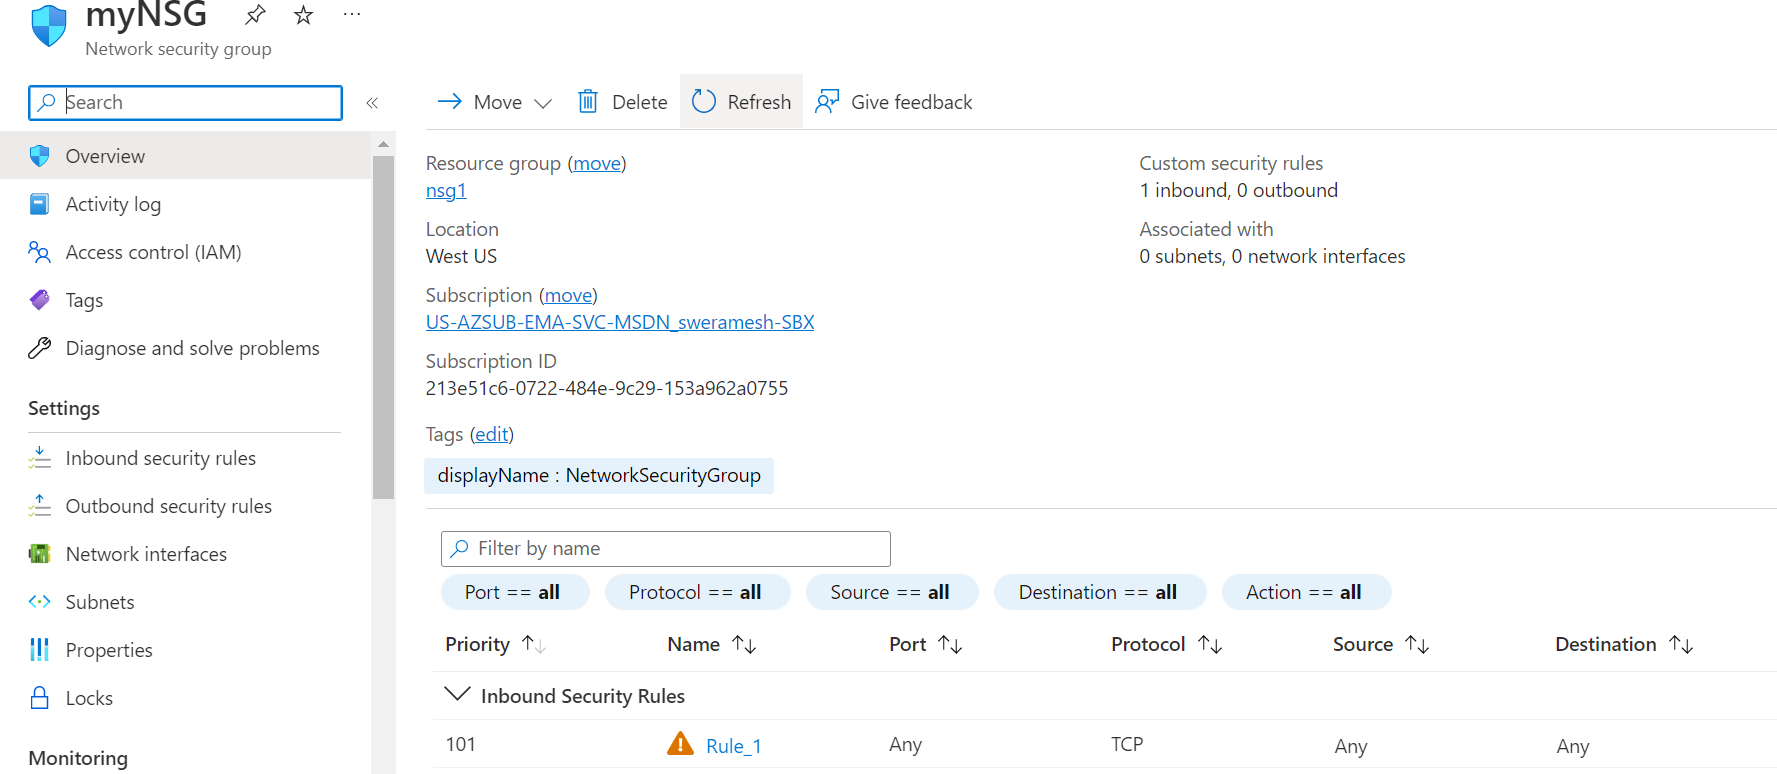 myNSG
Network security group
Search
«
Move
Delete
Refresh
Give feedback
Overview
Activity log
Access control (IAM)
Tags
Diagnose and solve problems
Settings
Inbound security rules
Outbound security rules
Network interfaces
Subnets
Properties
Locks
Monitoring
Resource group (move)
nsg1
Location
West US
Subscription (move)
US-AZSUB-EMA-SVC-MSDN_sweramesh-SBX
Subscription ID
213e51c6-0722-484e-9c29-153a962a0755
Tags (edit)
displayName : NetworkSecurityGroup
Custom security rules
1 inbound, 0 outbound
Associated with
0 subnets, 0 network interfaces
Filter by name
Port == all Protocol == all Source == all Destination == all Action == all
Priority Name Port Protocol Source Destination
Inbound Security Rules
101 Rule_1 Any TCP Any Any